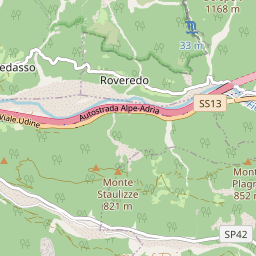 1168 m
33 m
edasso
Roveredo
Autostrada Alpe-Adria
SS13
Viale Udine
Monte
Staulizze
821 m
Mont
Plagn
852 m
SP42